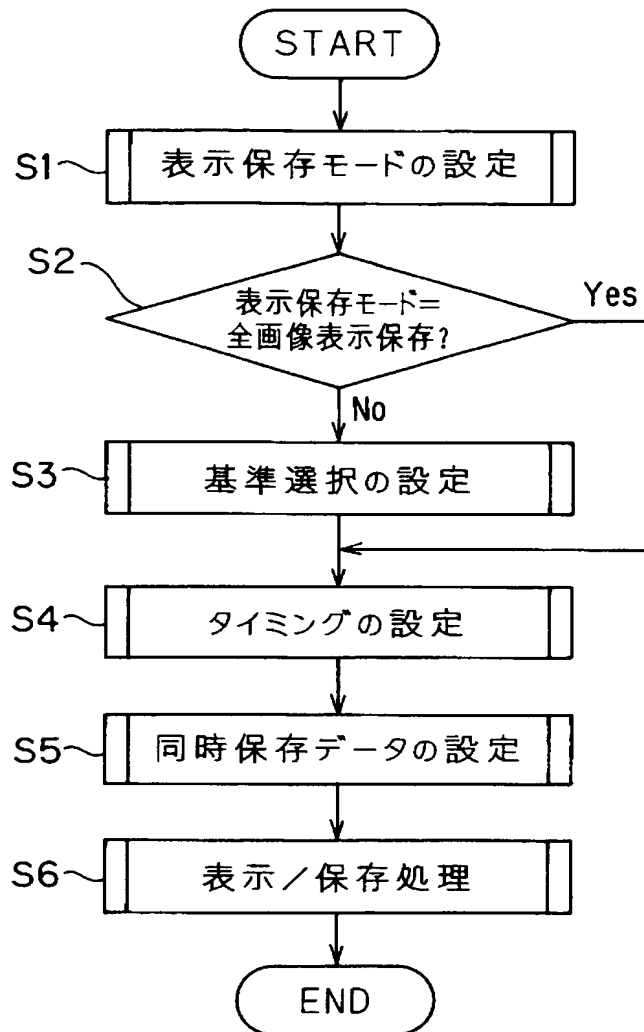 START
S1
表示保存モードの設定
S2
表示保存モード=
全画像表示保存?
Yes
No
S3
基準選択の設定
S4
タイミングの設定
S5
同時保存データの設定
S6
表示/保存処理
END